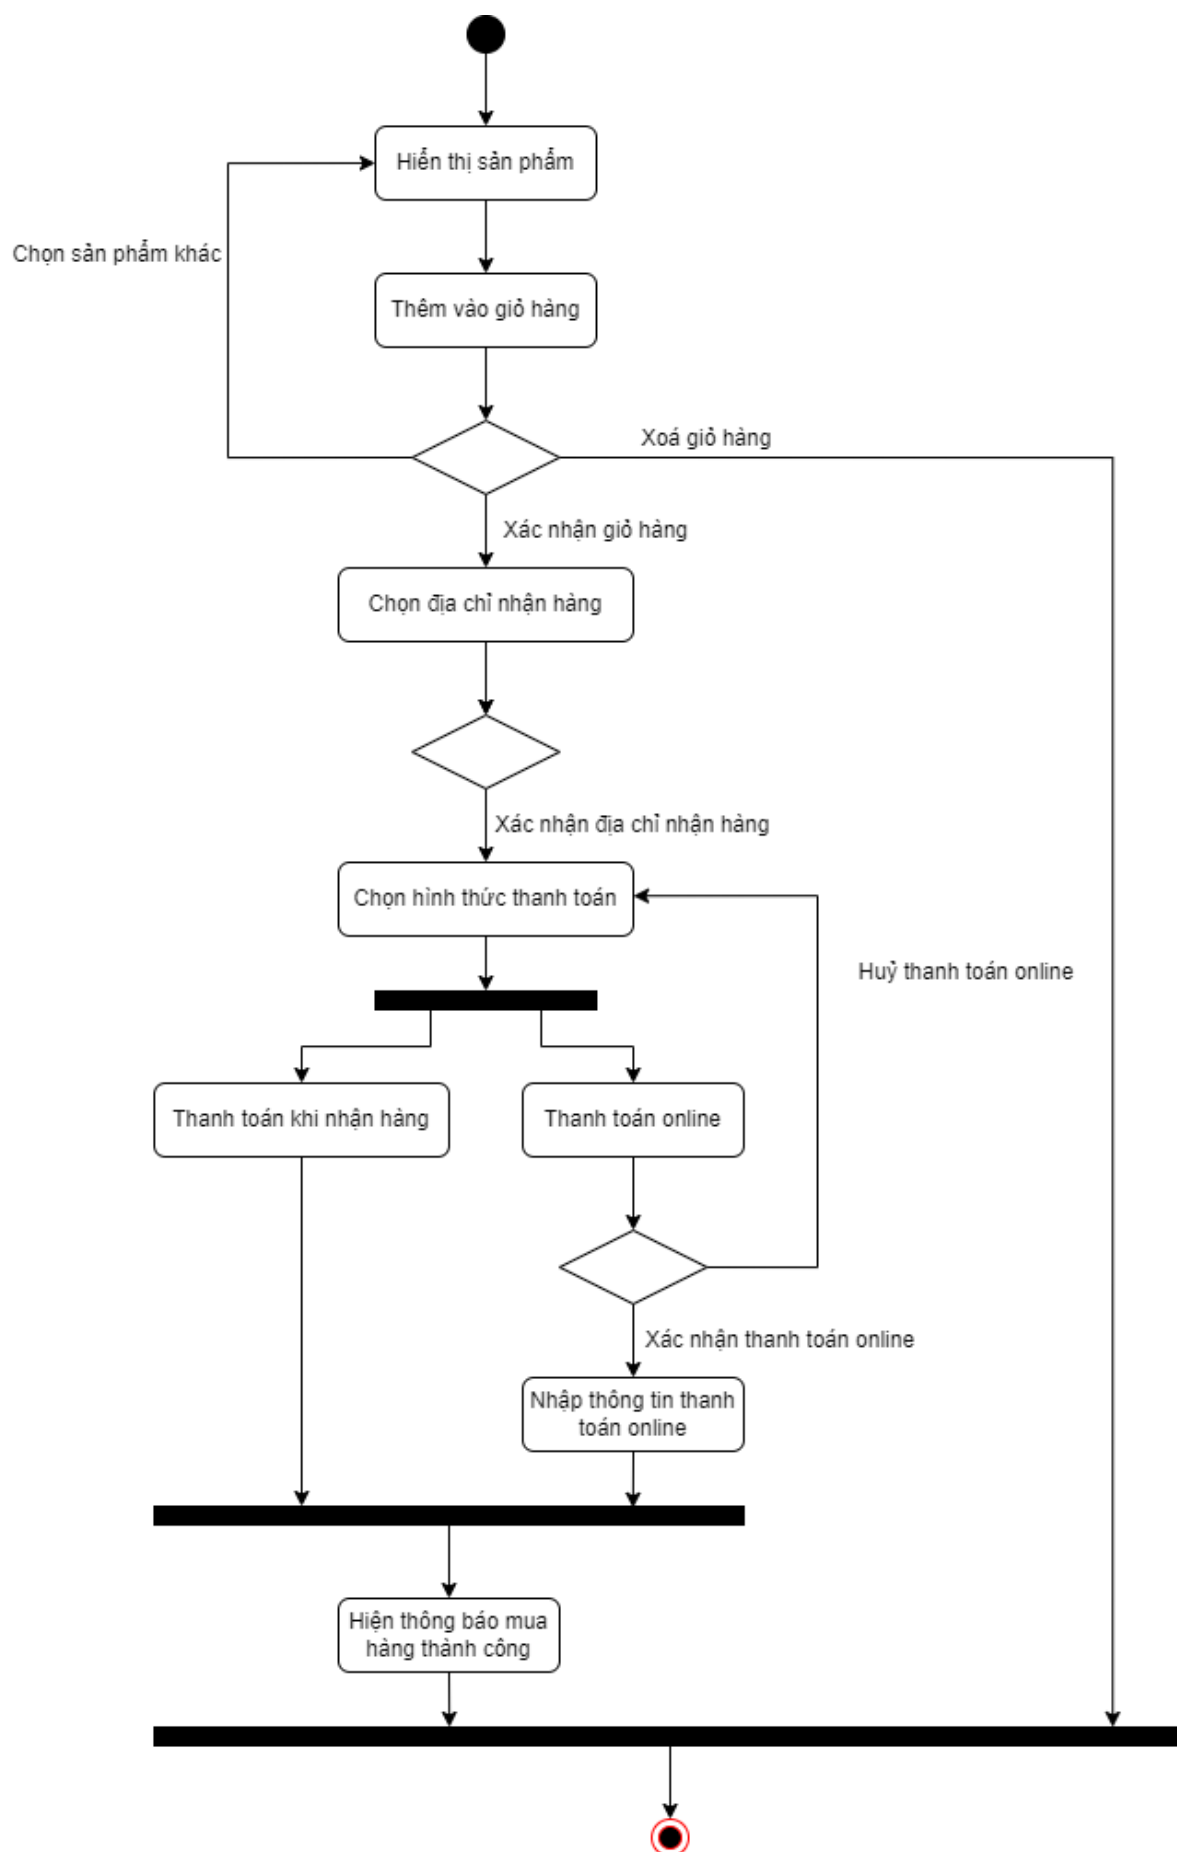 Hiển thị sản phẩm
Chọn sản phẩm khác
Thêm vào giỏ hàng
Xoá giỏ hàng
Xác nhận giỏ hàng
Chọn địa chỉ nhận hàng
Xác nhận địa chỉ nhận hàng
Chọn hình thức thanh toán
Huỷ thanh toán online
Thanh toán khi nhận hàng
Thanh toán online
Xác nhận thanh toán online
Nhập thông tin thanh
toán online
Hiện thông báo mua
hàng thành công